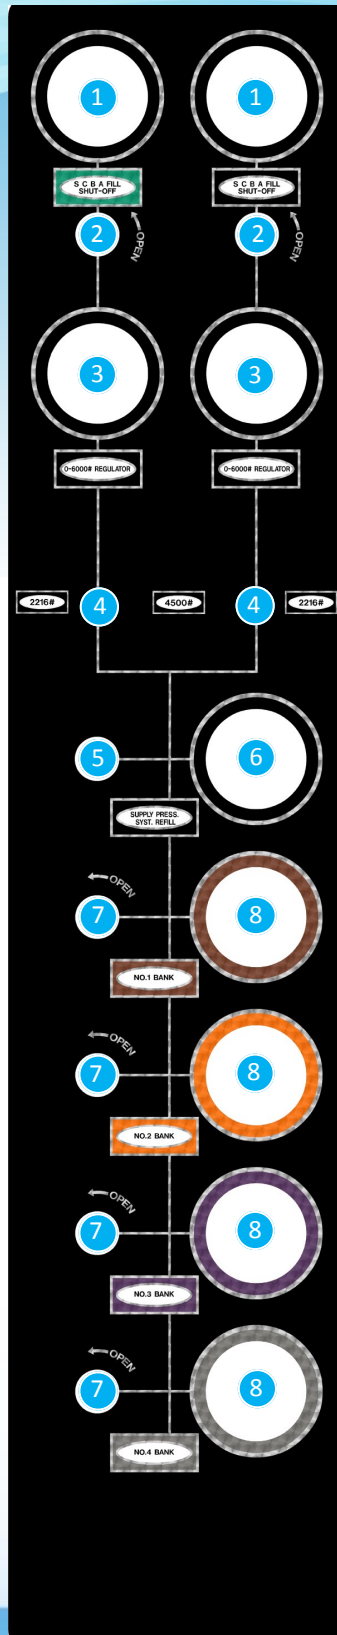 1 1
S C B A FILL
SHUT-OFF
S C B A FILL
SHUT-OFF
2 OPEN 2 OPEN
3 3
0-6000# REGULATOR 0-6000# REGULATOR
2216# 4 4500# 4 2216#
5 6
SUPPLY PRESS.
SYST. REFILL
OPEN
7 8
NO.1 BANK
OPEN
7 8
NO.2 BANK
OPEN
7 8
NO.3 BANK
OPEN
7 8
NO.4 BANK